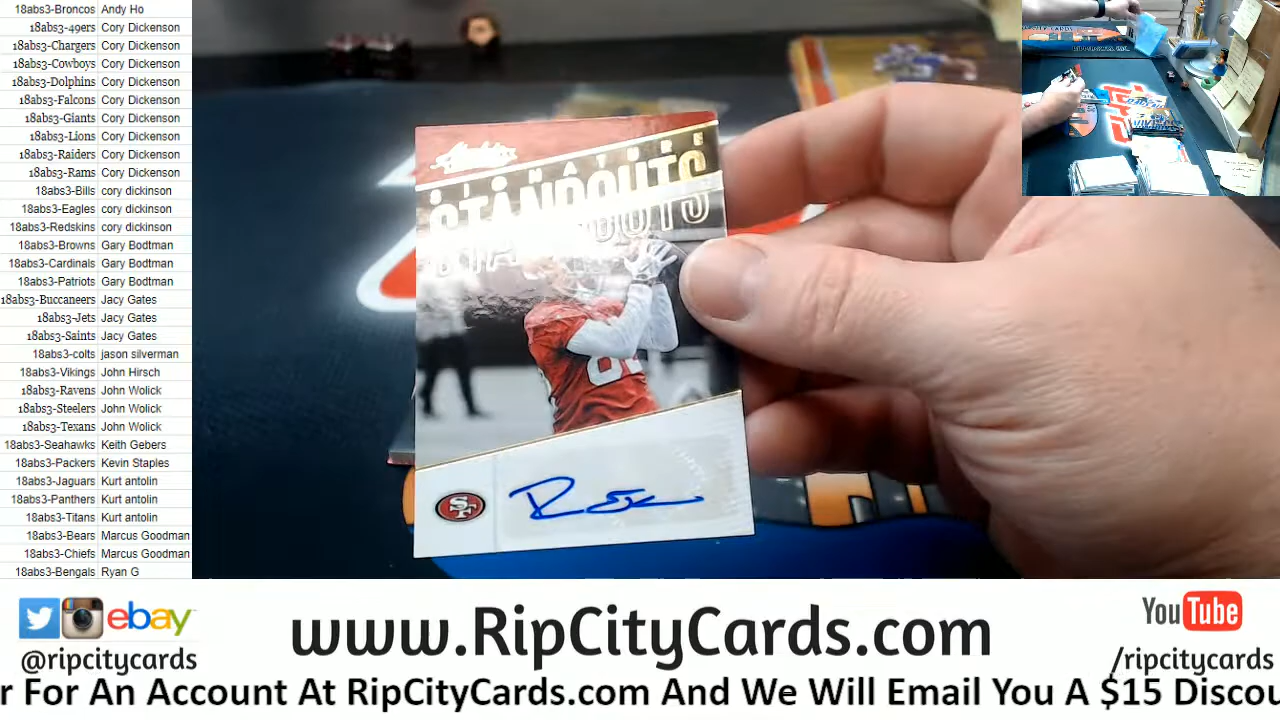 18abs3-Broncos Andy Ho
18abs3-49ers Cory Dickenson
18abs3-Chargers Cory Dickenson
18abs3-Cowboys Cory Dickenson
18abs3-Dolphins Cory Dickenson
18abs3-Falcons Cory Dickenson
18abs3-Giants Cory Dickenson
18abs3-Lions Cory Dickenson
18abs3-Raiders Cory Dickenson
18abs3-Rams Cory Dickenson
18abs3-Bills cory dickinson
18abs3-Eagles cory dickinson
18abs3-Redskins cory dickinson
18abs3-Browns Gary Bodtman
18abs3-Cardinals Gary Bodtman
18abs3-Patriots Gary Bodtman
18abs3-Buccaneers Jacy Gates
18abs3-Jets Jacy Gates
18abs3-Saints Jacy Gates
18abs3-colts jason silverman
18abs3-Vikings John Hirsch
18abs3-Ravens John Wolick
18abs3-Steelers John Wolick
18abs3-Texans John Wolick
18abs3-Seahawks Keith Gebers
18abs3-Packers Kevin Staples
18abs3-Jaguars Kurt antolin
18abs3-Panthers Kurt antolin
18abs3-Titans Kurt antolin
18abs3-Bears Marcus Goodman
18abs3-Chiefs Marcus Goodman
18abs3-Bengals Ryan G
Absolute
STANDOUTS
SF
ebay
@ripcitycards
www.RipCityCards.com
YouTube
/ripcitycards
r For An Account At RipCityCards.com And We Will Email You A $15 Discou